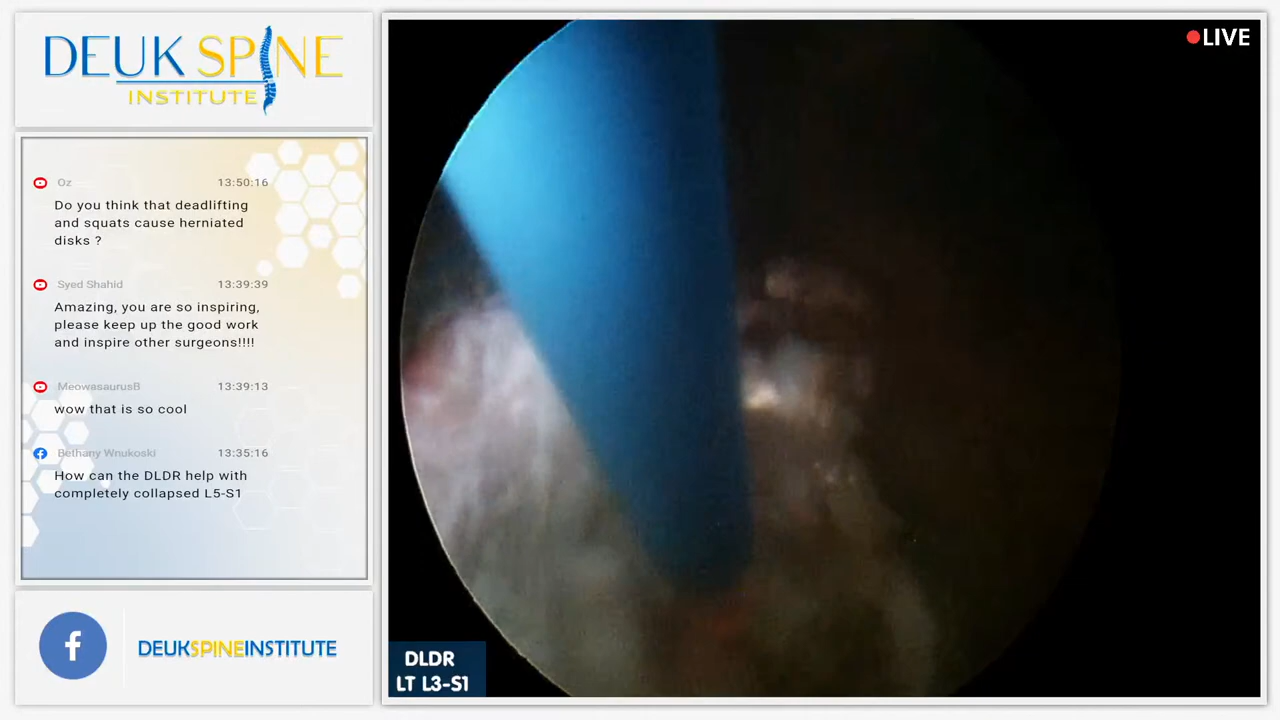 DEUK SPINE
INSTITUTE
Oz 13:50:16
Do you think that deadlifting
and squats cause herniated
disks ?
Syed Shahid 13:39:39
Amazing, you are so inspiring,
please keep up the good work
and inspire other surgeons!!!!
MeowasaurusB 13:39:13
wow that is so cool
Bethany Wnukoski 13:35:16
How can the DLDR help with
completely collapsed L5-S1
f DEUKSPINEINSTITUTE
LIVE
DLDR
LT L3-S1